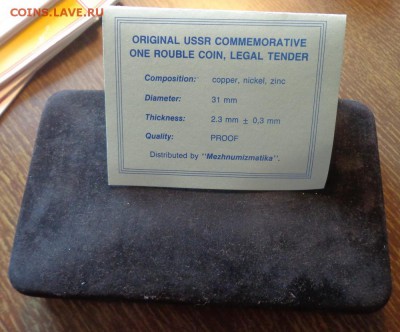 COINS.ЛАВЕ.RU
ORIGINAL USSR COMMEMORATIVE
ONE ROUBLE COIN, LEGAL TENDER
Composition: copper, nickel, zinc
Diameter: 31 mm
Thickness: 2.3 mm ± 0,3 mm
Quality: PROOF
Distributed by "Mezhnumizmatika".